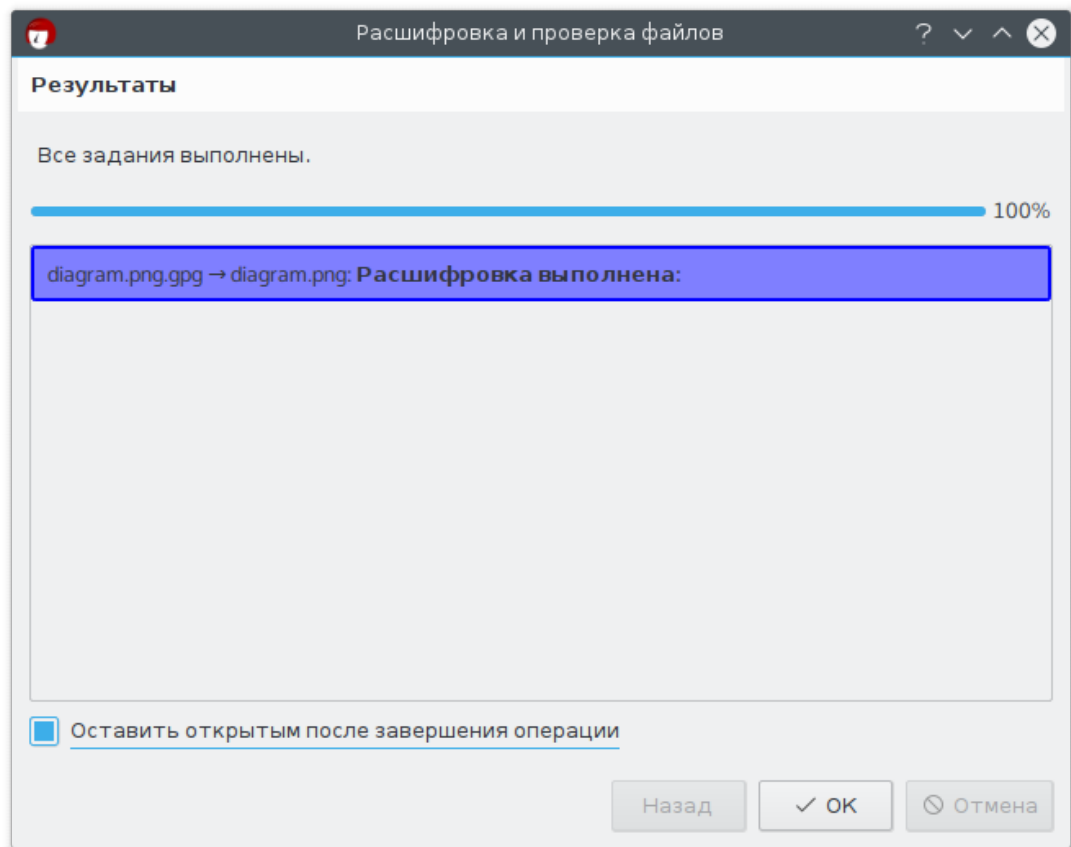 Расшифровка и проверка файлов
Результаты
Все задания выполнены.
100%
diagram.png.gpg → diagram.png: Расшифровка выполнена:
Оставить открытым после завершения операции
Назад
OK
Отмена